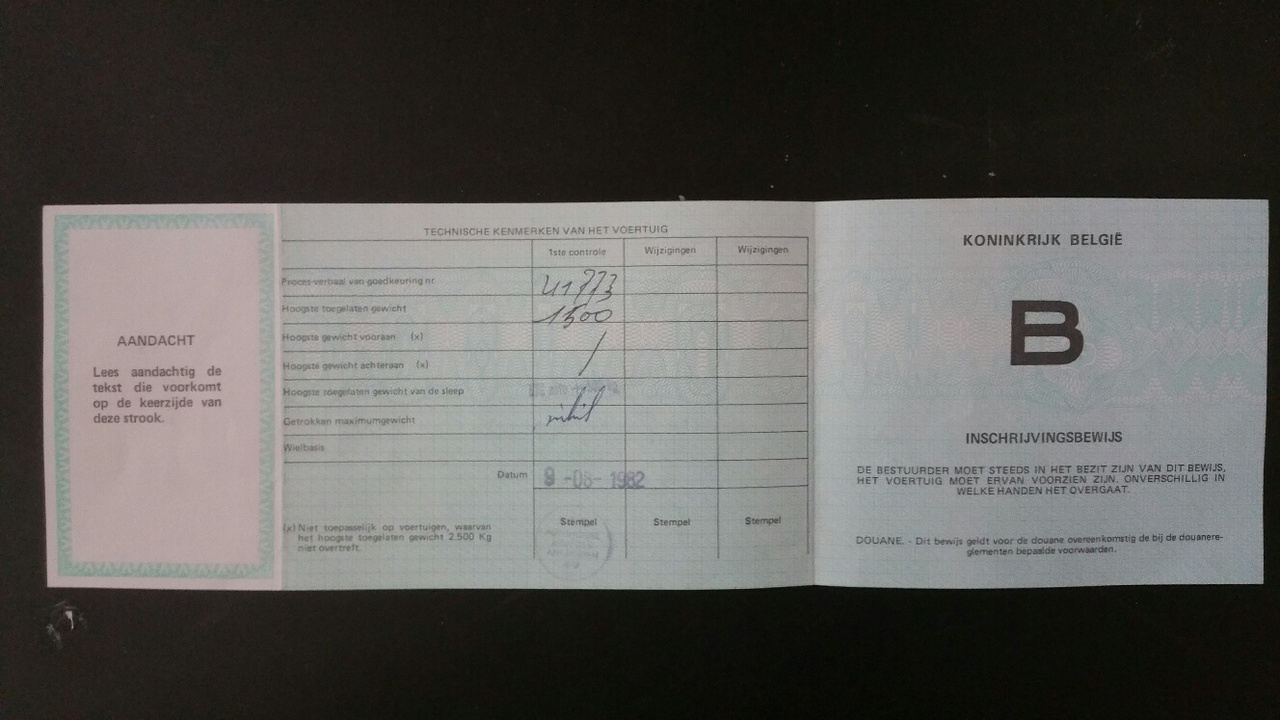 AANDACHT
Lees aandachtig de
tekst die voorkomt
op de keerzijde van
deze strook.
TECHNISCHE KENMERKEN VAN HET VOERTUIG
1ste controle Wijzigingen Wijzigingen
Proces-verbaal van goedkeuring nr. 41773
Hoogste toegelaten gewicht 1500
Hoogste gewicht vooraan (x) /
Hoogste gewicht achteraan (x)
Hoogste toegelaten gewicht van de sleep
Getrokken maximumgewicht nihil
Wielbasis
Datum 9 -06- 1982
Stempel Stempel Stempel
(x) Niet toepasselijk op voertuigen, waarvan
het hoogste toegelaten gewicht 2.500 Kg
niet overtreft.
KONINKRIJK BELGIË
B
INSCHRIJVINGSBEWIJS
DE BESTUURDER MOET STEEDS IN HET BEZIT ZIJN VAN DIT BEWIJS,
HET VOERTUIG MOET ERVAN VOORZIEN ZIJN. ONVERSCHILLIG IN
WELKE HANDEN HET OVERGAAT.
DOUANE. - Dit bewijs geldt voor de douane overeenkomstig de bij de douanere-
glementen bepaalde voorwaarden.